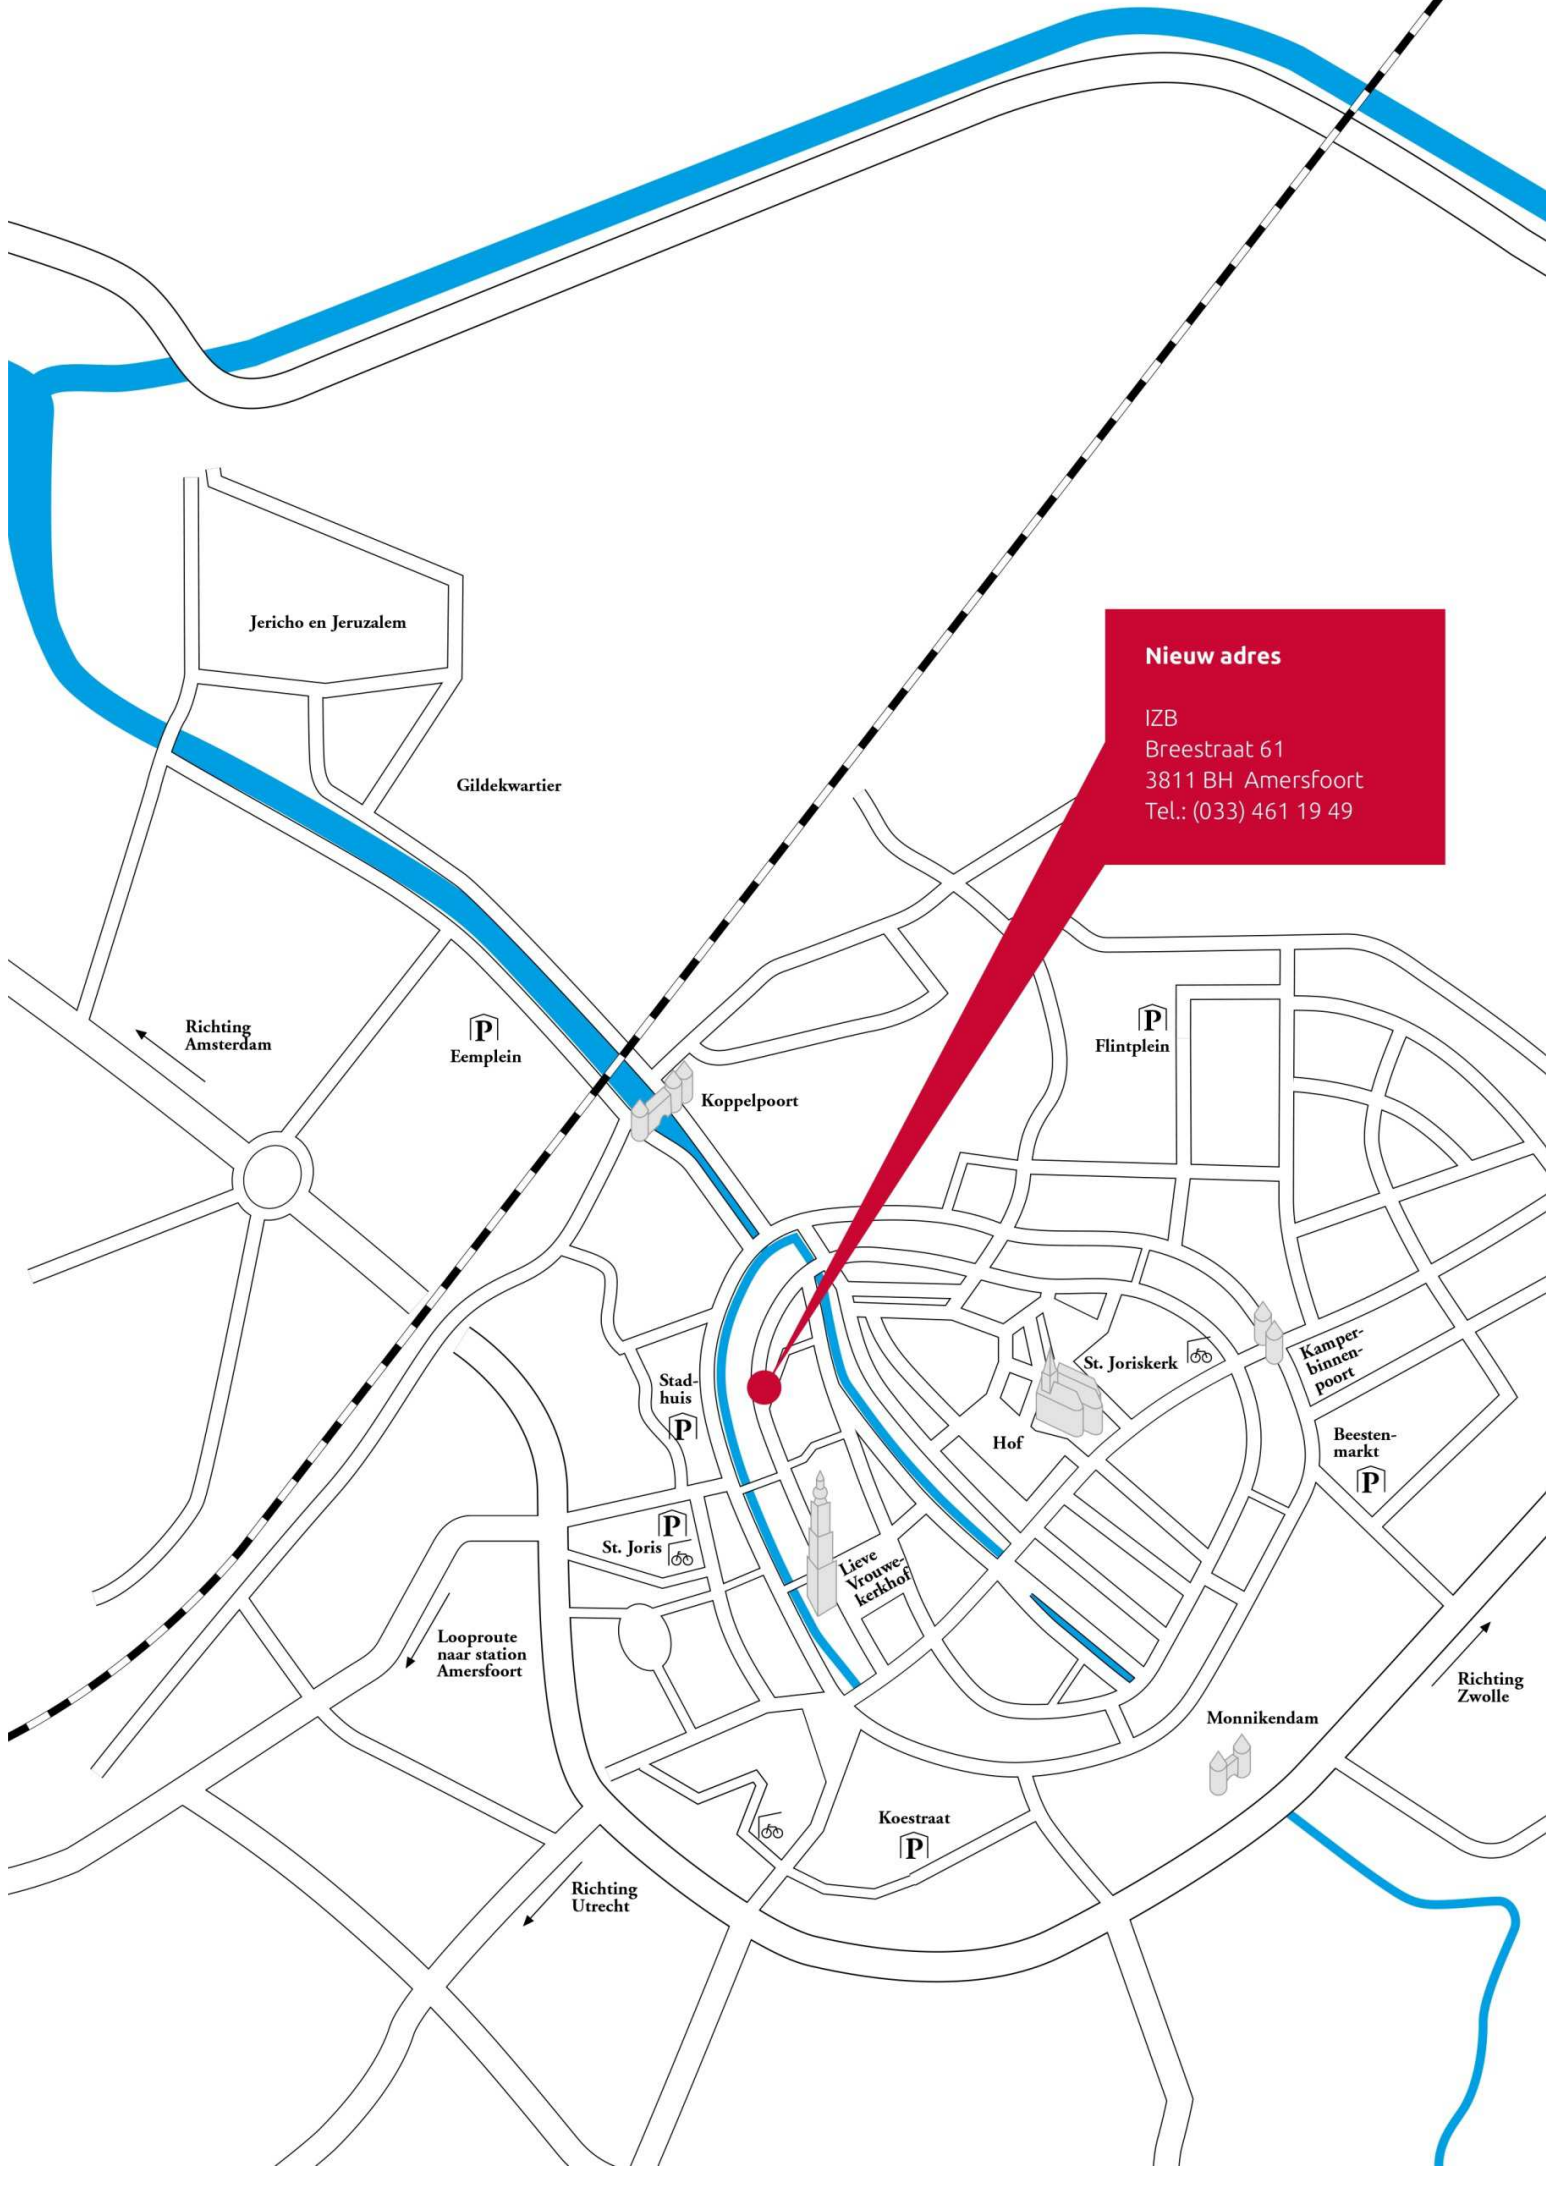 Jericho en Jeruzalem
Nieuw adres
IZB
Breestraat 61
3811 BH Amersfoort
Tel.: (033) 461 19 49
Gildekwartier
Richting
Amsterdam
P
Eemplein
P
Flintplein
Koppelpoort
Kamper-
binnen-
poort
St. Joriskerk
Stad-
huis
P
Hof
Beesten-
markt
P
P
St. Joris
Lieve
Vrouwe-
kerkhof
Looproute
naar station
Amersfoort
Richting
Zwolle
Monnikendam
Koestraat
P
Richting
Utrecht